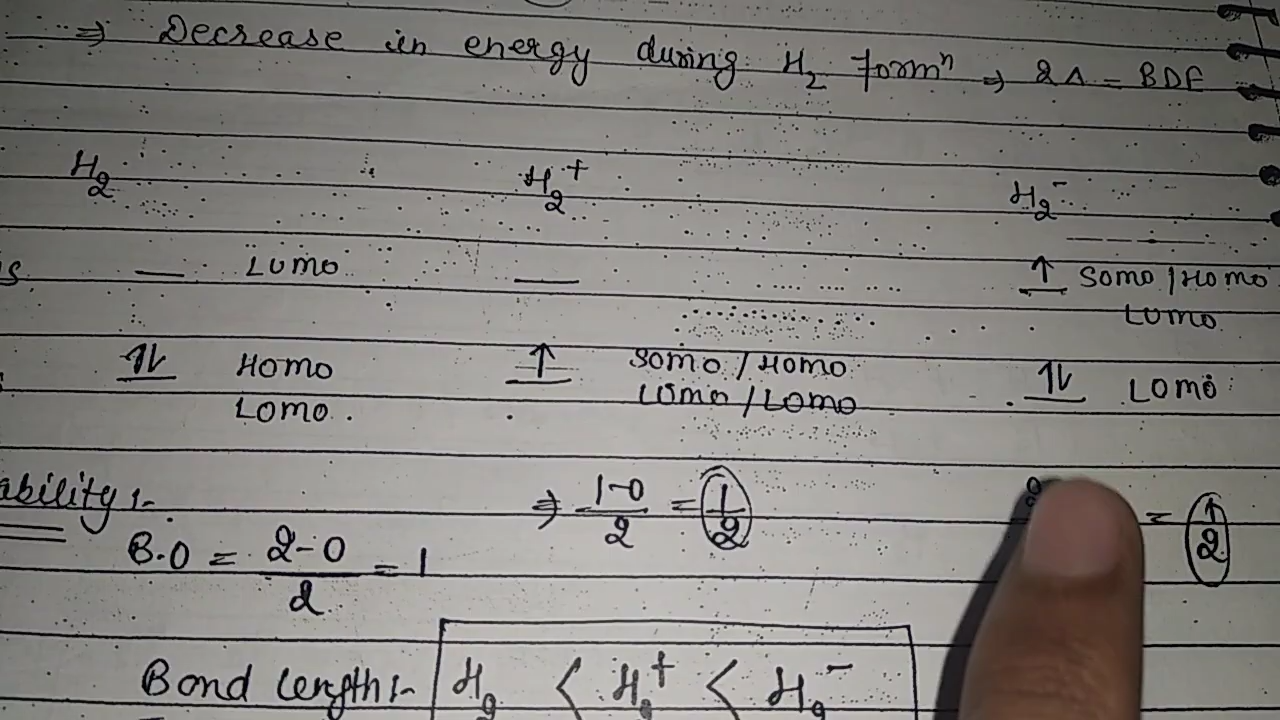 ⇒ Decrease in energy during H₂ formⁿ ⇒ 2Δ - BDE
H₂ H₂⁺ H₂⁻
LUMO ↑ SOMO / HOMO
LUMO
⥮ HOMO ↑ SOMO / HOMO ⥮ LOMO
LOMO. LUMO / LOMO
ability :-
⇒ 1-0/2 = 1/2 = 1/2
B.O = 2-0/2 = 1
Bond length :- H₂ < H₂⁺ < H₂⁻